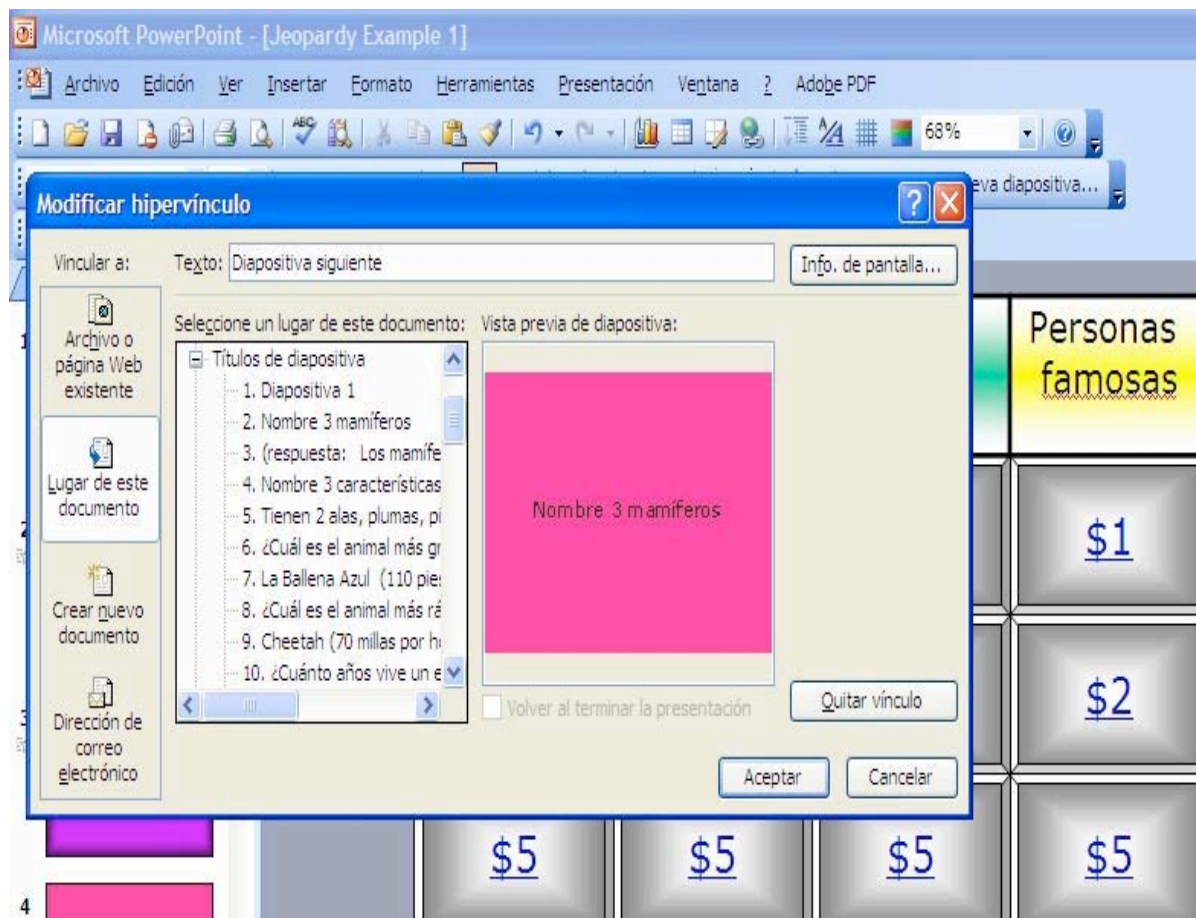 Microsoft PowerPoint - [Jeopardy Example 1]
Archivo Edición Ver Insertar Formato Herramientas Presentación Ventana ? Adobe PDF
68%
eva diapositiva...
Modificar hipervínculo
Vincular a:
Texto: Diapositiva siguiente
Info. de pantalla...
Archivo o
página Web
existente
Lugar de este
documento
Crear nuevo
documento
Dirección de
correo
electrónico
Seleccione un lugar de este documento:
Títulos de diapositiva
1. Diapositiva 1
2. Nombre 3 mamíferos
3. (respuesta: Los mamífe
4. Nombre 3 características
5. Tienen 2 alas, plumas, pi
6. ¿Cuál es el animal más gr
7. La Ballena Azul (110 pies
8. ¿Cuál es el animal más rá
9. Cheetah (70 millas por ho
10. ¿Cuánto años vive un e
Vista previa de diapositiva:
Nombre 3 mamíferos
Volver al terminar la presentación
Quitar vínculo
Aceptar Cancelar
Personas
famosas
$1
$2
$5 $5 $5 $5
1
2
3
4